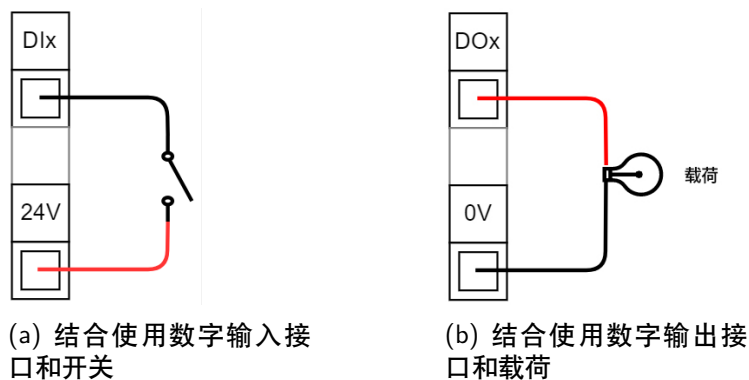 DIx
24V
DOx
0V
载荷
(a) 结合使用数字输入接
口和开关
(b) 结合使用数字输出接
口和载荷